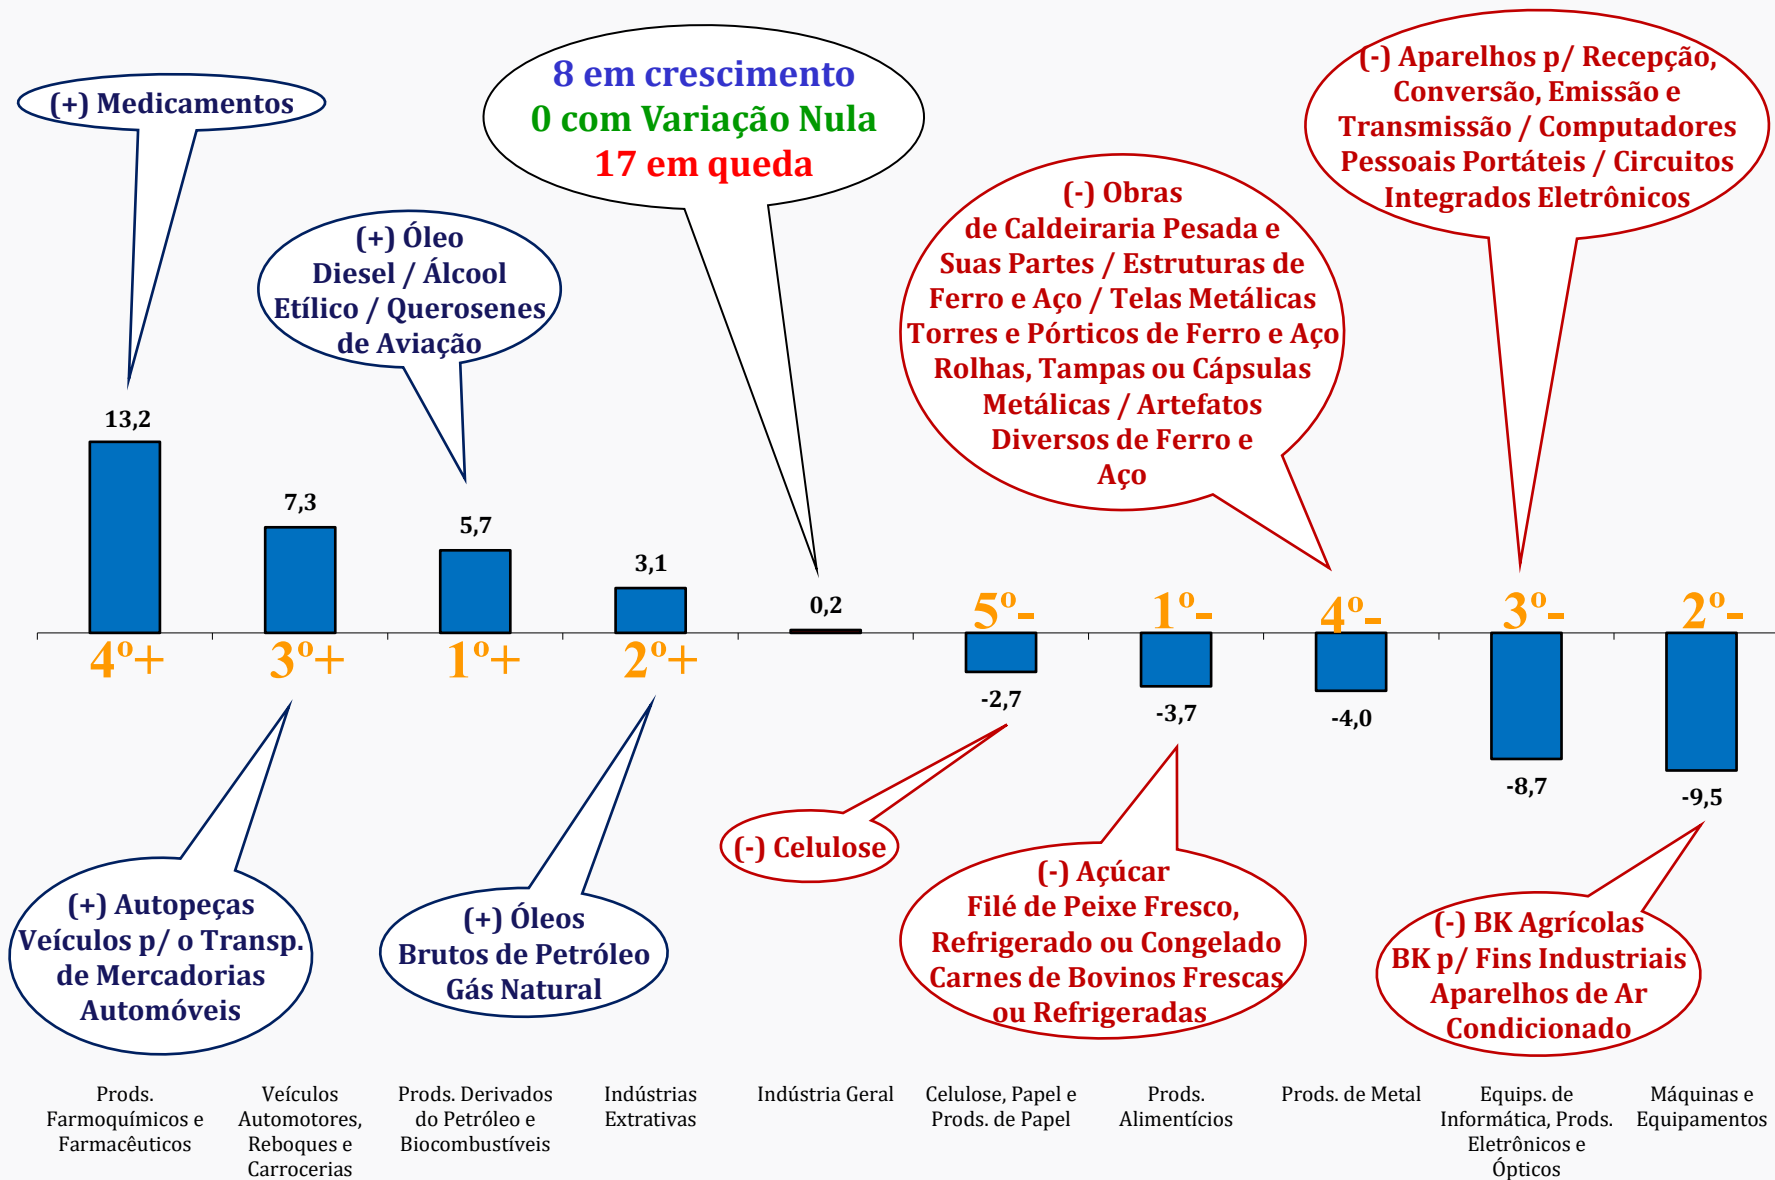 (+) Medicamentos
8 em crescimento
0 com Variação Nula
17 em queda
(-) Aparelhos p/ Recepção,
Conversão, Emissão e
Transmissão / Computadores
Pessoais Portáteis / Circuitos
Integrados Eletrônicos
(+) Óleo
Diesel / Álcool
Etílico / Querosenes
de Aviação
(-) Obras
de Caldeiraria Pesada e
Suas Partes / Estruturas de
Ferro e Aço / Telas Metálicas
Torres e Pórticos de Ferro e Aço
Rolhas, Tampas ou Cápsulas
Metálicas / Artefatos
Diversos de Ferro e
Aço
13,2
7,3
5,7
3,1
0,2
5º-
1º-
4º-
3º-
2º-
4º+
3º+
1º+
2º+
-2,7
-3,7
-4,0
-8,7
-9,5
(+) Autopeças
Veículos p/ o Transp.
de Mercadorias
Automóveis
(+) Óleos
Brutos de Petróleo
Gás Natural
(-) Celulose
(-) Açúcar
Filé de Peixe Fresco,
Refrigerado ou Congelado
Carnes de Bovinos Frescas
ou Refrigeradas
(-) BK Agrícolas
BK p/ Fins Industriais
Aparelhos de Ar
Condicionado
Prods.
Farmoquímicos e
Farmacêuticos
Veículos
Automotores,
Reboques e
Carrocerias
Prods. Derivados
do Petróleo e
Biocombustíveis
Indústrias
Extrativas
Indústria Geral
Celulose, Papel e
Prods. de Papel
Prods.
Alimentícios
Prods. de Metal
Equips. de
Informática, Prods.
Eletrônicos e
Ópticos
Máquinas e
Equipamentos